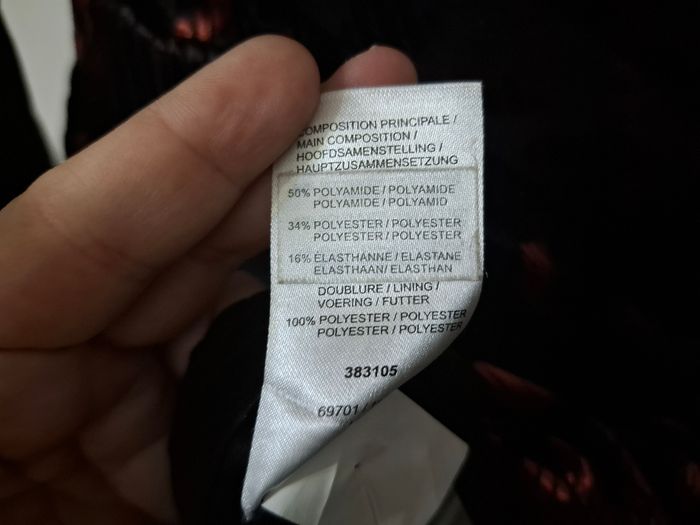 COMPOSITION PRINCIPALE /
MAIN COMPOSITION /
HOOFDSAMENSTELLING /
HAUPTZUSAMMENSETZUNG
50% POLYAMIDE / POLYAMIDE
POLYAMIDE / POLYAMID
34% POLYESTER / POLYESTER
POLYESTER / POLYESTER
16% ELASTHANNE / ELASTANE
ELASTHAAN / ELASTHAN
DOUBLURE / LINING /
VOERING / FUTTER
100% POLYESTER / POLYESTER
POLYESTER / POLYESTER
383105
69701 /